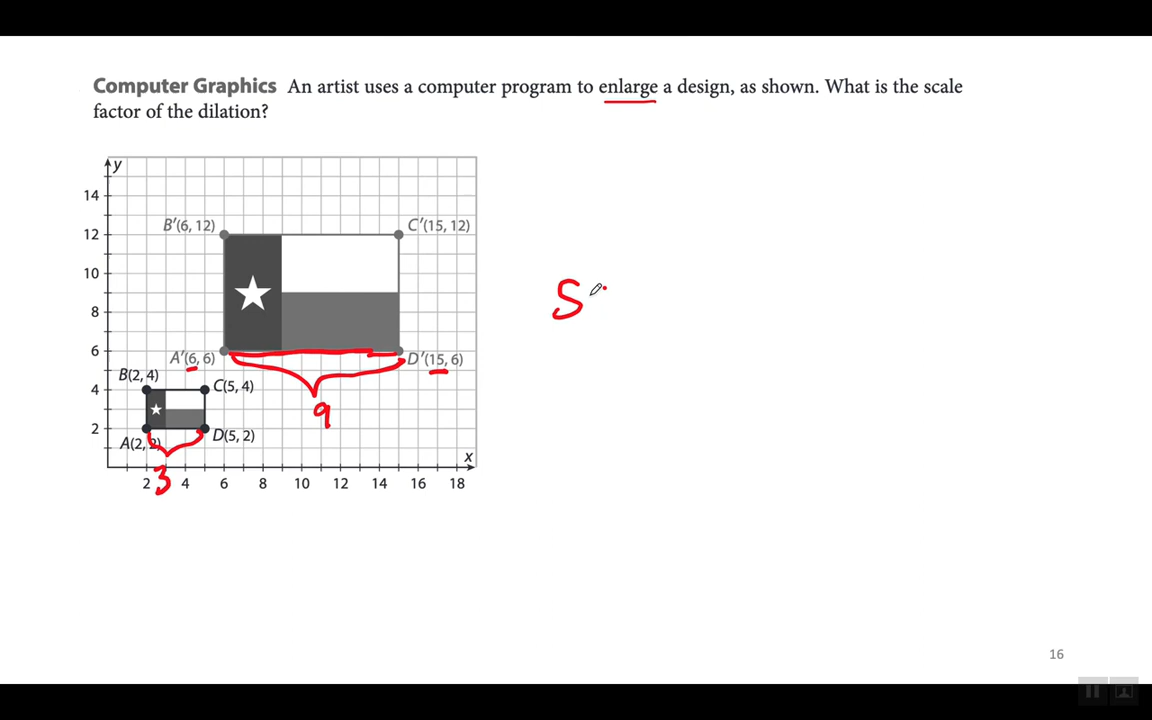 Computer Graphics An artist uses a computer program to enlarge a design, as shown. What is the scale
factor of the dilation?
y
14
12
10
8
6
4
2
B′(6, 12)
C′(15, 12)
A′(6, 6)
D′(15, 6)
B(2, 4)
C(5, 4)
A(2, 2)
D(5, 2)
9
3
x
2 4 6 8 10 12 14 16 18
S
16